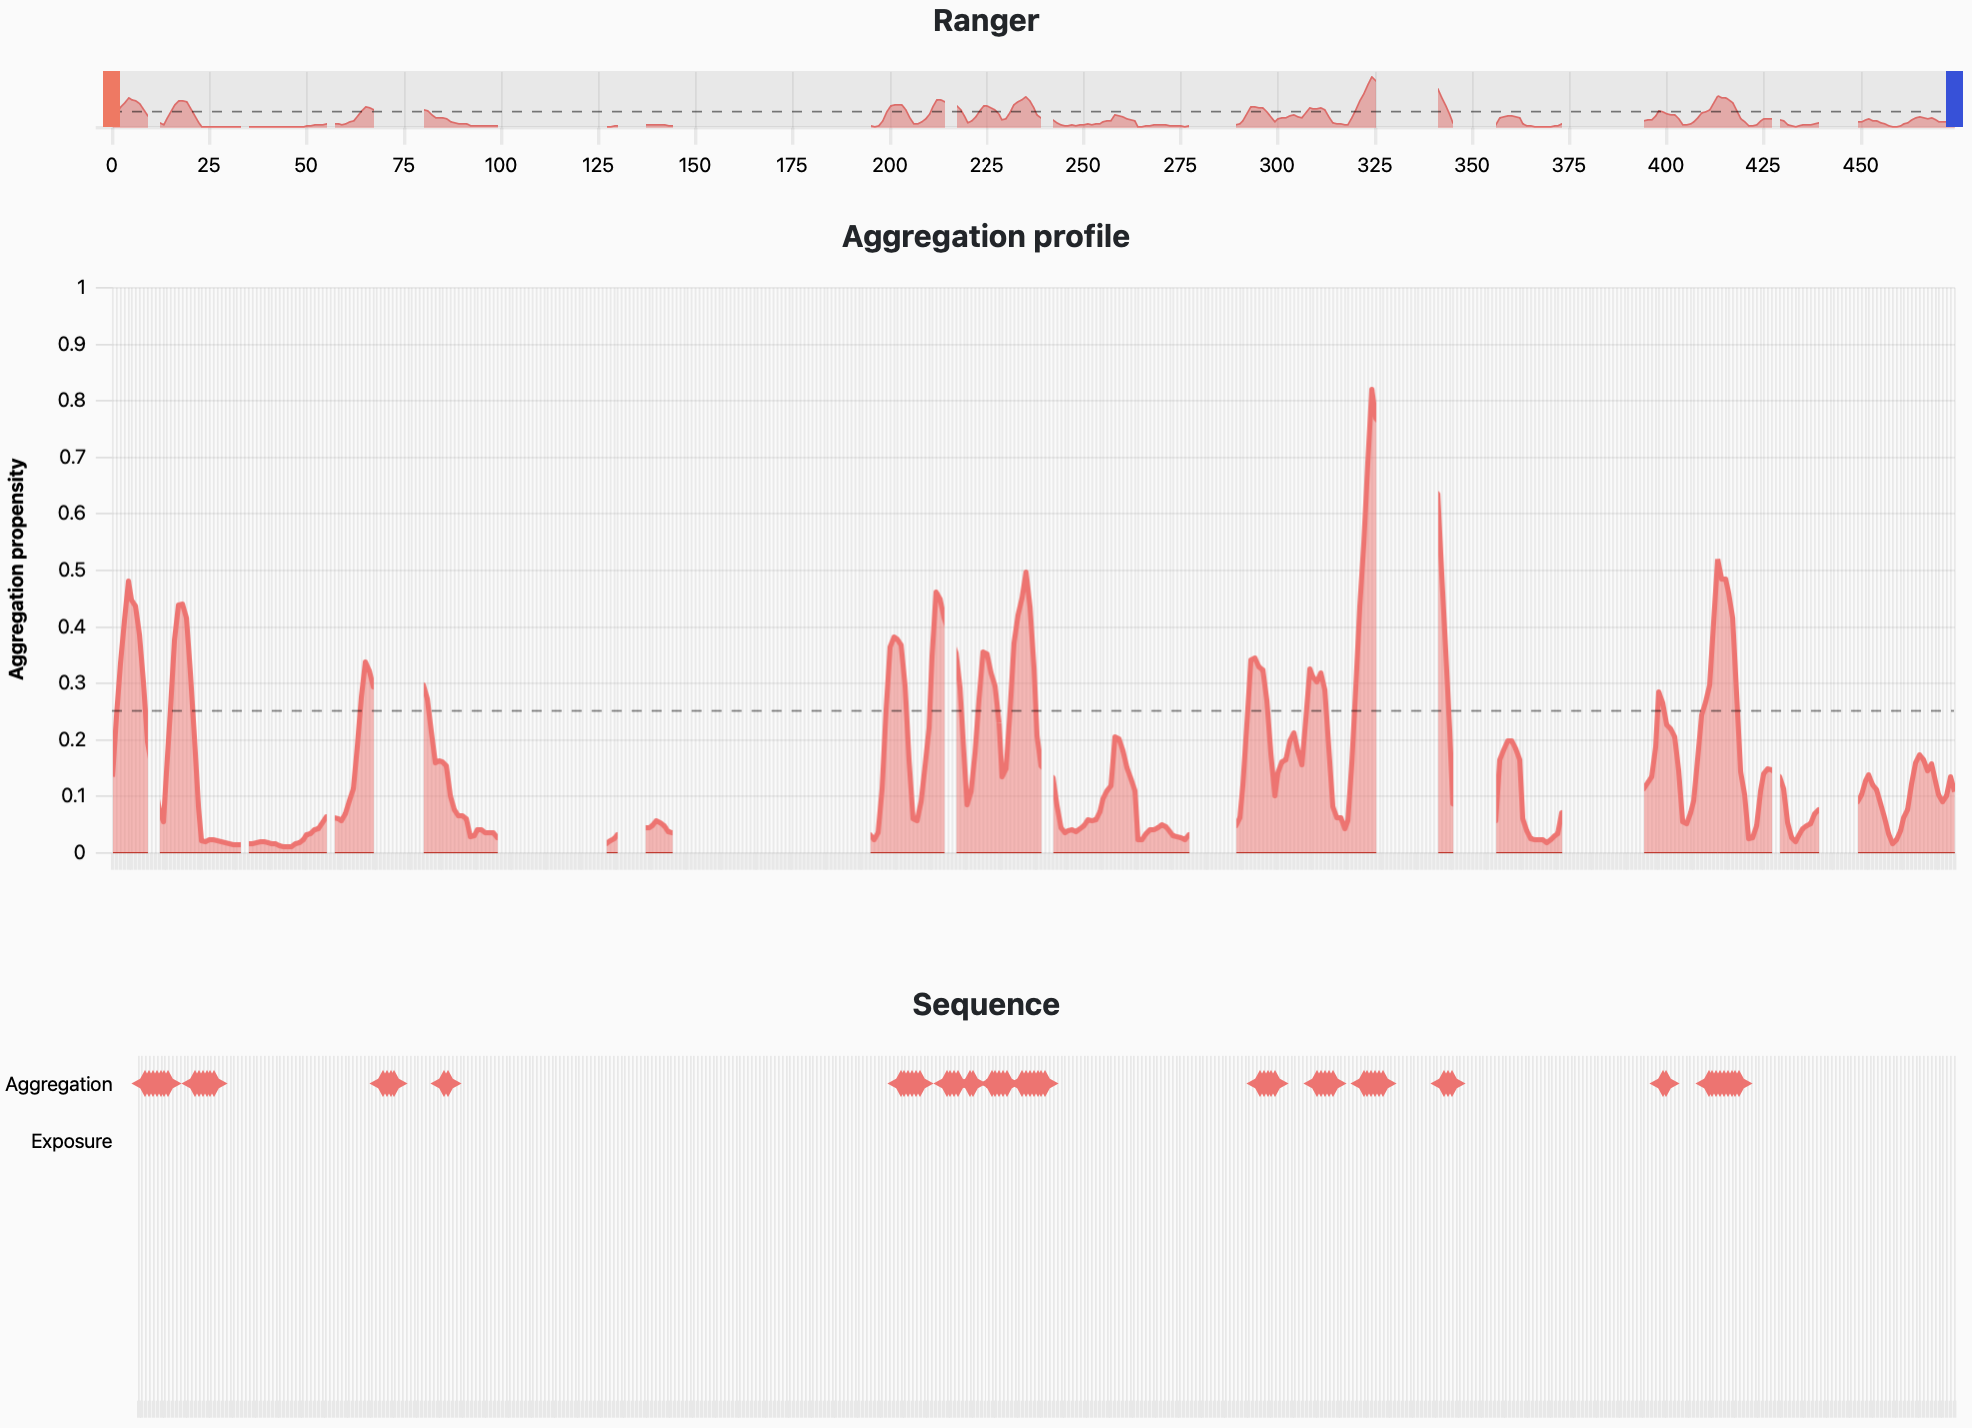 Ranger
0 25 50 75 100 125 150 175 200 225 250 275 300 325 350 375 400 425 450
Aggregation profile
Aggregation propensity
1
0.9
0.8
0.7
0.6
0.5
0.4
0.3
0.2
0.1
0
Sequence
Aggregation
Exposure